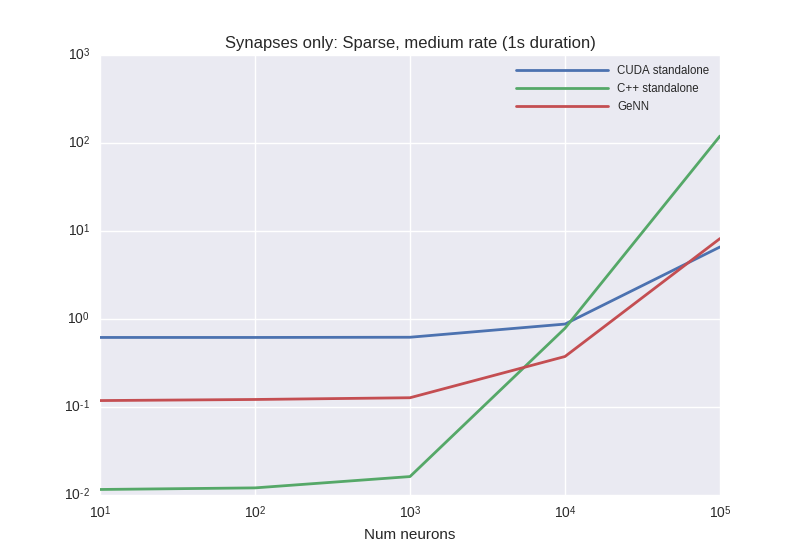 Synapses only: Sparse, medium rate (1s duration)
CUDA standalone
C++ standalone
GeNN
10³
10²
10¹
10⁰
10⁻¹
10⁻²
10¹ 10² 10³ 10⁴ 10⁵
Num neurons